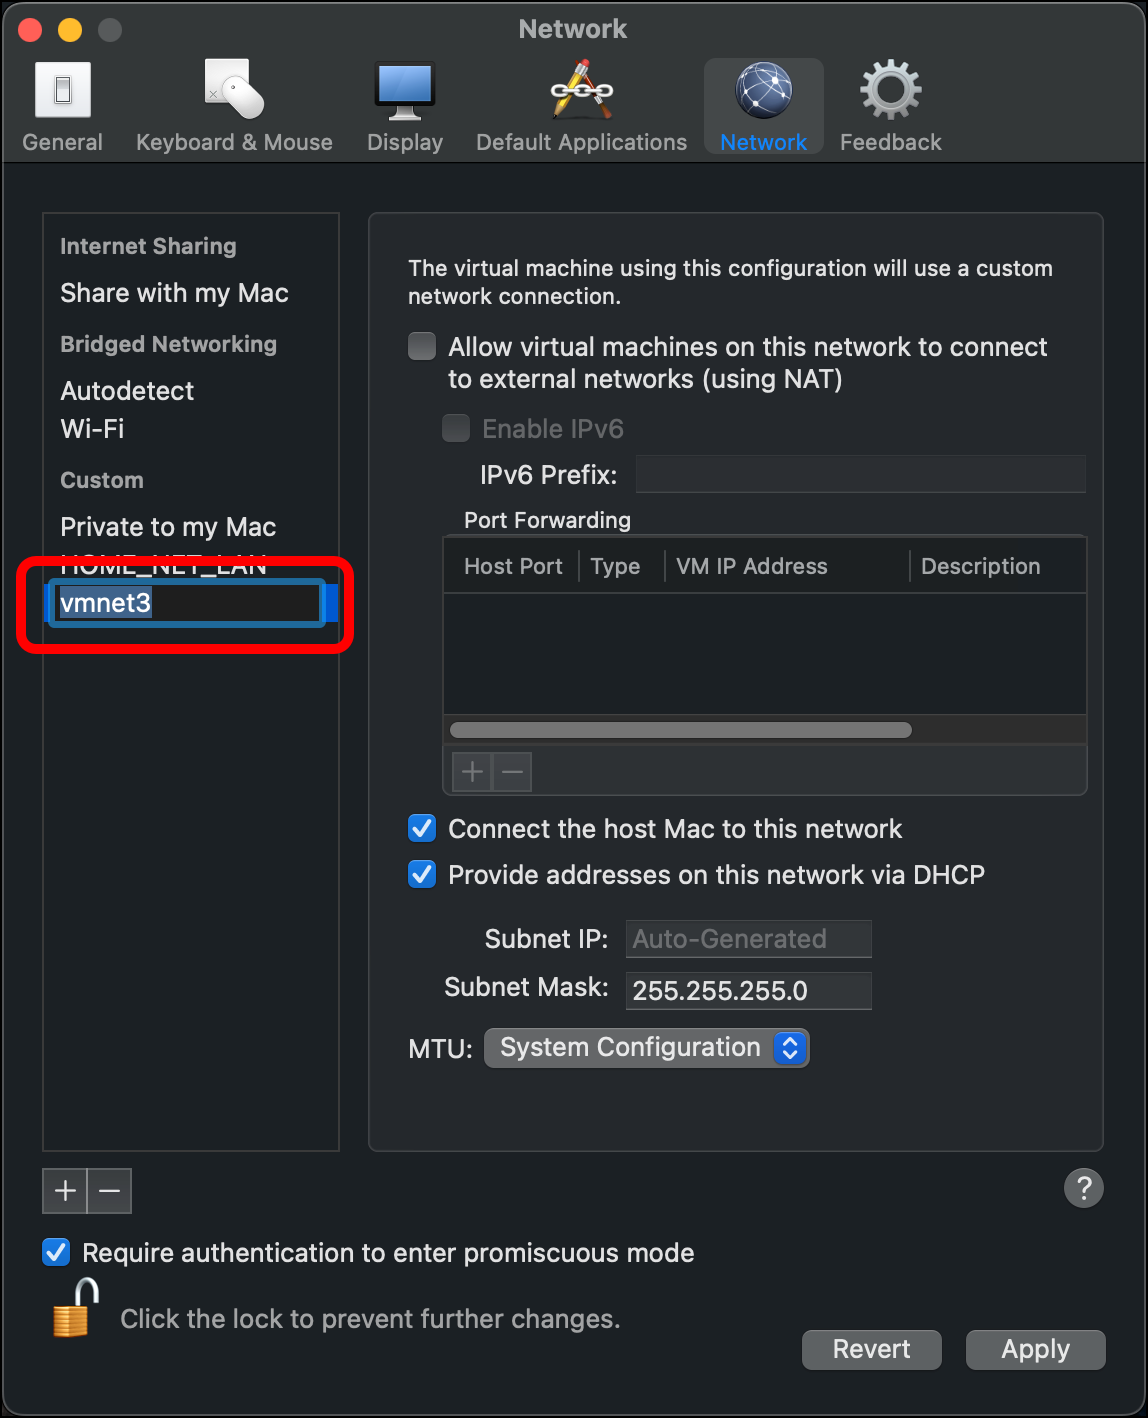 Network
General
Keyboard & Mouse
Display
Default Applications
Network
Feedback
Internet Sharing
Share with my Mac
Bridged Networking
Autodetect
Wi-Fi
Custom
Private to my Mac
HOME_NET_LAN
vmnet3
The virtual machine using this configuration will use a custom
network connection.
Allow virtual machines on this network to connect
to external networks (using NAT)
Enable IPv6
IPv6 Prefix:
Port Forwarding
Host Port
Type
VM IP Address
Description
Connect the host Mac to this network
Provide addresses on this network via DHCP
Subnet IP: Auto-Generated
Subnet Mask: 255.255.255.0
MTU: System Configuration
?
Require authentication to enter promiscuous mode
Click the lock to prevent further changes.
Revert
Apply